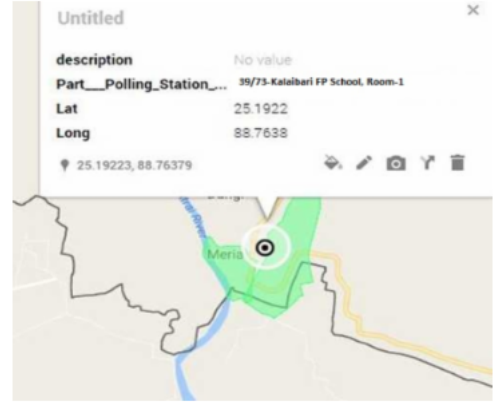 Untitled
description No value
Part___Polling_Station_... 39/73-Kalaibari FP School, Room-1
Lat 25.1922
Long 88.7638
25.19223, 88.76379
Meria